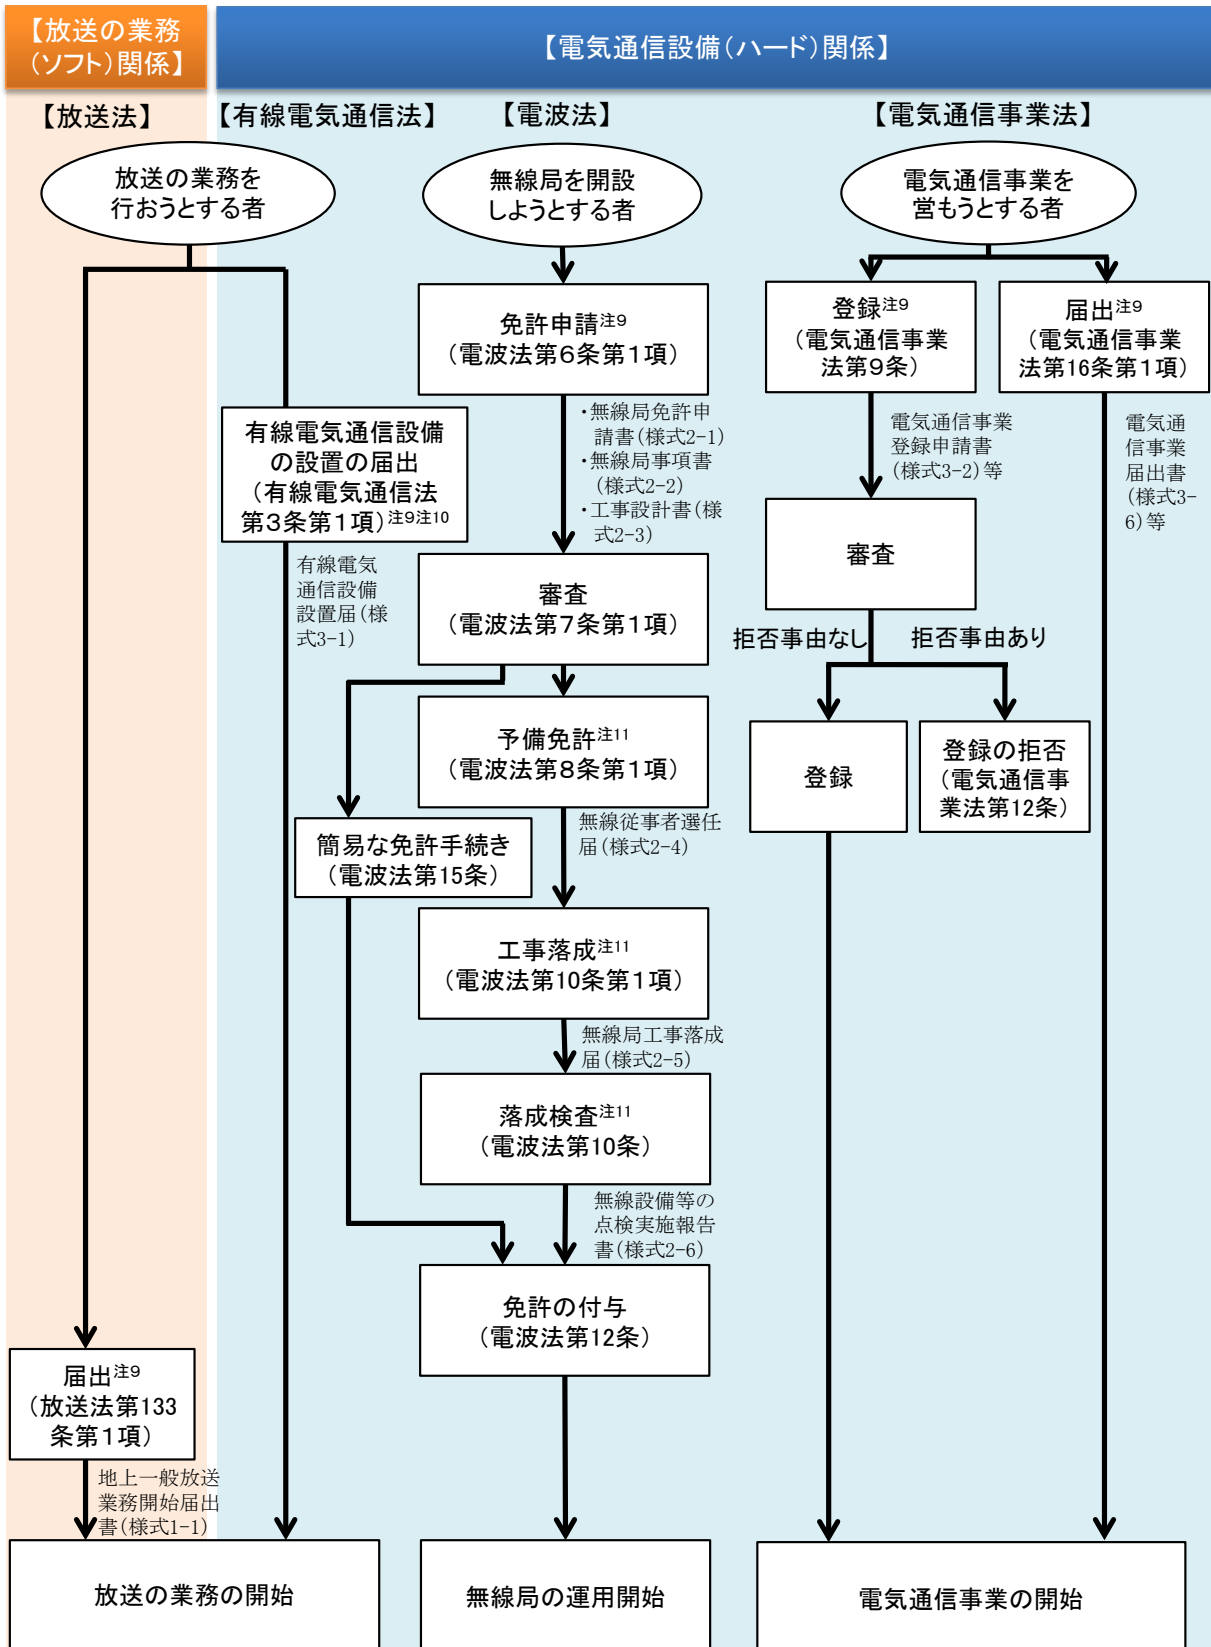 【放送の業務
（ソフト）関係】
【電気通信設備（ハード）関係】
【放送法】
【有線電気通信法】
【電波法】
【電気通信事業法】
放送の業務を
行おうとする者
無線局を開設
しようとする者
電気通信事業を
営もうとする者
免許申請注9
（電波法第６条第１項）
登録注9
（電気通信事業
法第９条）
届出注9
（電気通信事業
法第16条第１項）
有線電気通信設備
の設置の届出
（有線電気通信法
第３条第１項）注9注10
・無線局免許申
請書（様式2-1）
・無線局事項書
（様式2-2）
・工事設計書（様
式2-3）
電気通信事業
登録申請書
（様式3-2）等
電気通
信事業
届出書
（様式3-
6）等
有線電気
通信設備
設置届（様
式3-1）
審査
（電波法第７条第１項）
審査
拒否事由なし
拒否事由あり
予備免許注11
（電波法第８条第１項）
登録
登録の拒否
（電気通信事
業法第12条）
無線従事者選任
届（様式2-4）
簡易な免許手続き
（電波法第15条）
工事落成注11
（電波法第10条第１項）
無線局工事落成
届（様式2-5）
落成検査注11
（電波法第10条）
無線設備等の
点検実施報告
書（様式2-6）
免許の付与
（電波法第12条）
届出注9
（放送法第133
条第１項）
地上一般放送
業務開始届出
書（様式1-1）
放送の業務の開始
無線局の運用開始
電気通信事業の開始